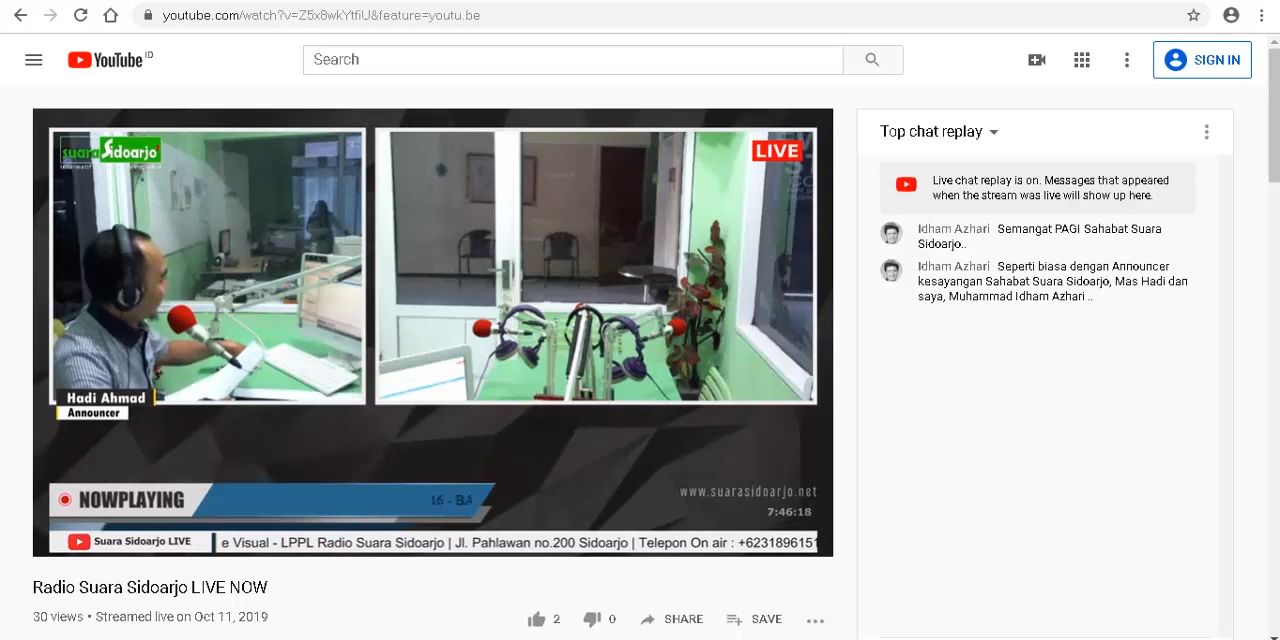 youtube.com/watch?v=Z5x8wkYtfiU&feature=youtu.be
YouTube ID
Search
SIGN IN
suara Sidoarjo
LIVE
Hadi Ahmad
Announcer
NOWPLAYING
16 - BA
www.suarasidoarjo.net
7:46:18
Suara Sidoarjo LIVE
e Visual - LPPL Radio Suara Sidoarjo | Jl. Pahlawan no.200 Sidoarjo | Telepon On air : +6231896151
Radio Suara Sidoarjo LIVE NOW
30 views • Streamed live on Oct 11, 2019
2
0
SHARE
SAVE
Top chat replay
Live chat replay is on. Messages that appeared
when the stream was live will show up here.
Idham Azhari Semangat PAGI Sahabat Suara
Sidoarjo..
Idham Azhari Seperti biasa dengan Announcer
kesayangan Sahabat Suara Sidoarjo, Mas Hadi dan
saya, Muhammad Idham Azhari ..